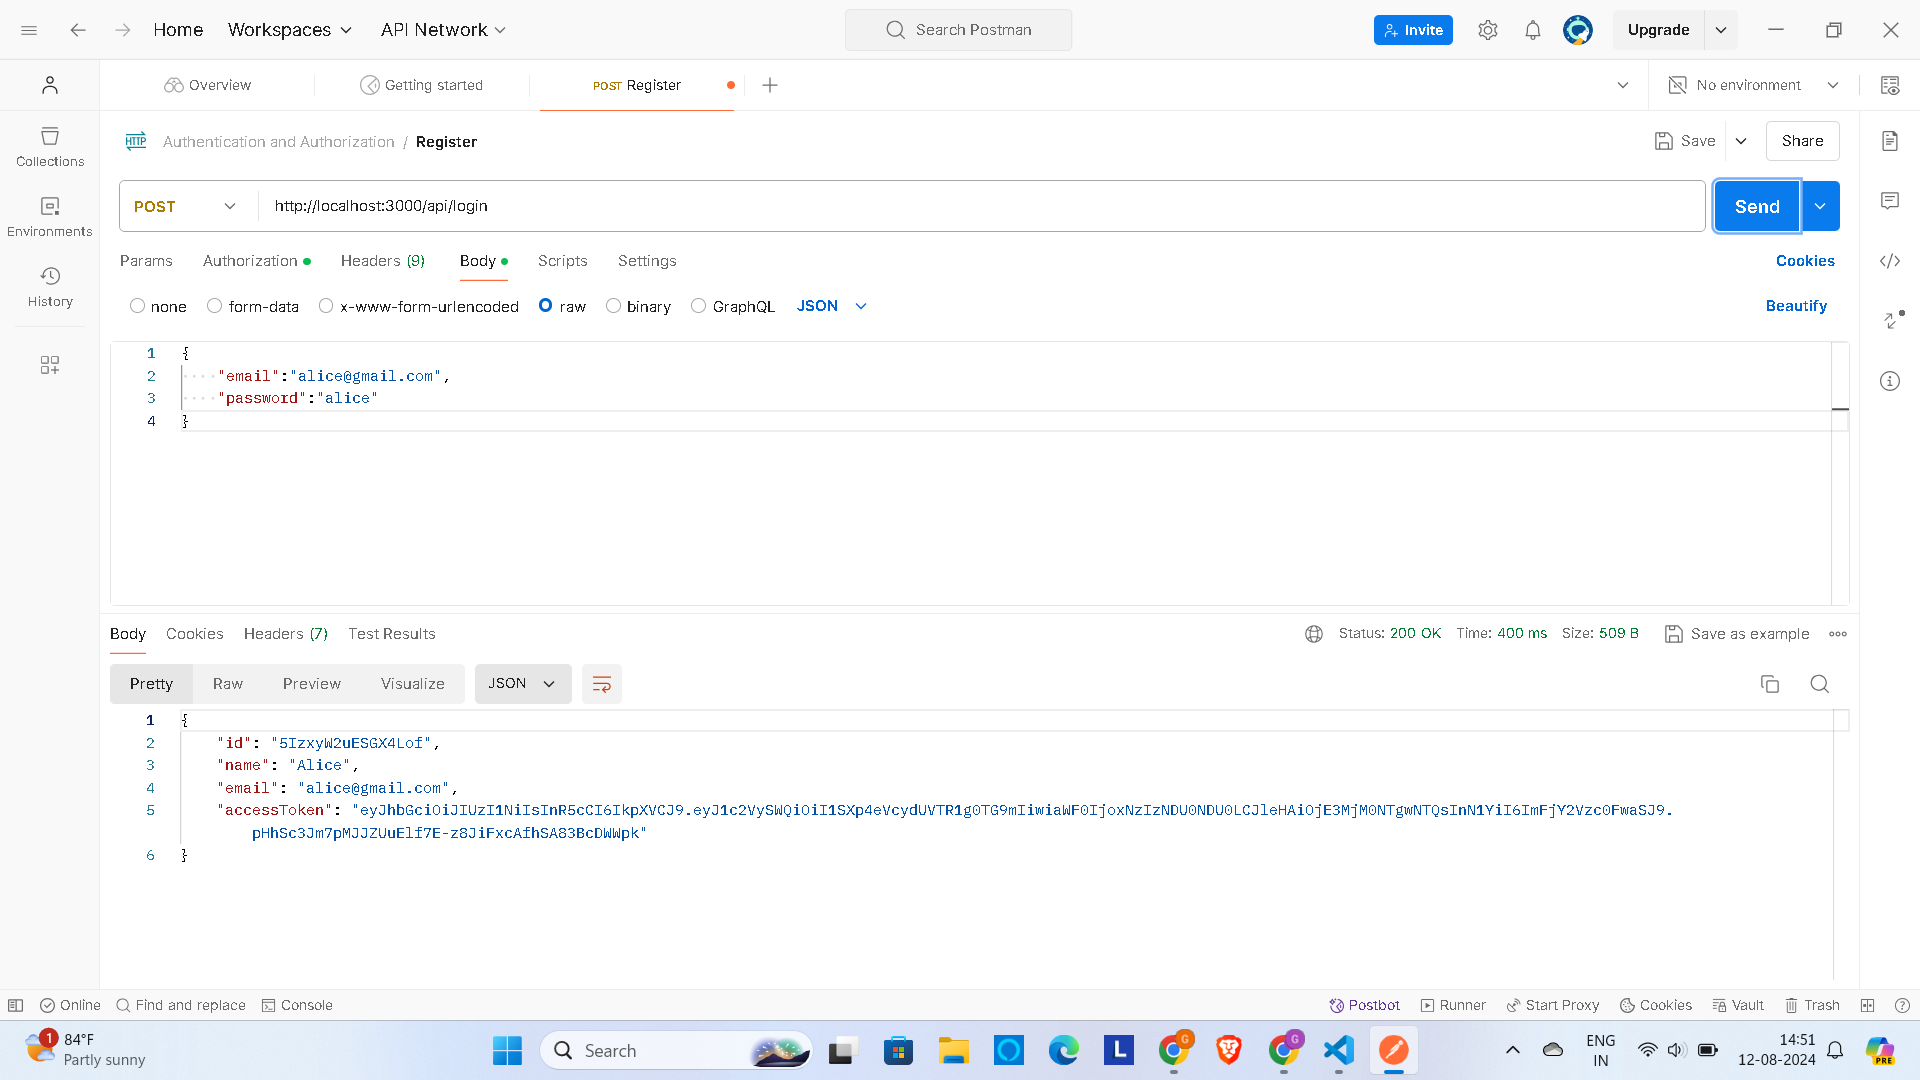 Home Workspaces API Network Search Postman Invite Upgrade
Overview Getting started POST Register No environment
HTTP Authentication and Authorization / Register Save Share
Collections
POST http://localhost:3000/api/login Send
Environments
Params Authorization Headers (9) Body Scripts Settings Cookies
History
none form-data x-www-form-urlencoded raw binary GraphQL JSON Beautify
1 {
2 "email":"alice@gmail.com",
3 "password":"alice"
4 }
Body Cookies Headers (7) Test Results Status: 200 OK Time: 400 ms Size: 509 B Save as example
Pretty Raw Preview Visualize JSON
1 {
2 "id": "5IzxyW2uESGX4Lof",
3 "name": "Alice",
4 "email": "alice@gmail.com",
5 "accessToken": "eyJhbGciOiJIUzI1NiIsInR5cCI6IkpXVCJ9.eyJ1c2VySWQiOiI1SXp4eVcydUVTR1g0TG9mIiwiaWF0IjoxNzIzNDU0NDU0LCJleHAiOjE3MjM0NTgwNTQsInN1YiI6ImFjY2Vzc0FwaSJ9.
pHhSc3Jm7pMJJZUuElf7E-z8JiFxcAfhSA83BcDWWpk"
6 }
Online Find and replace Console Postbot Runner Start Proxy Cookies Vault Trash
1 84°F Search G L G ENG 14:51
Partly sunny IN 12-08-2024 PRE